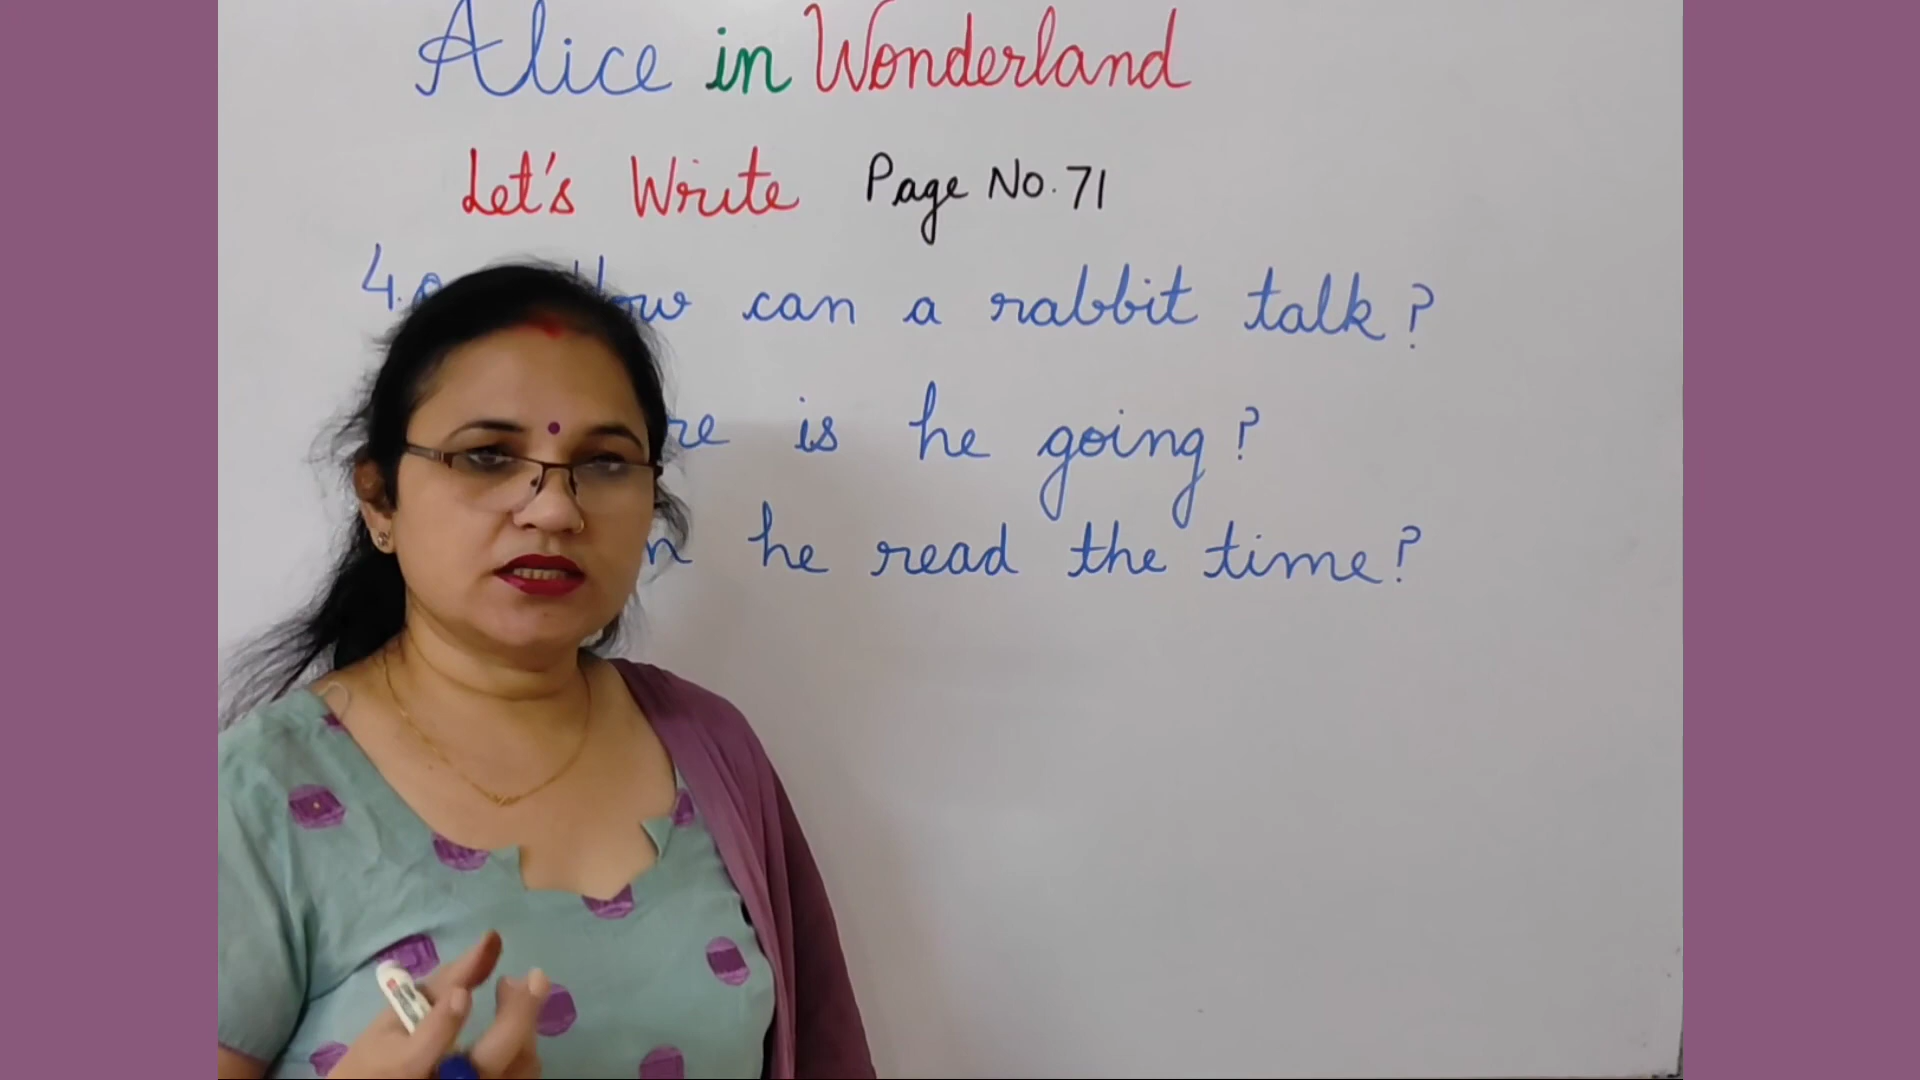 Alice in Wonderland
Let's Write Page No. 71
4. How can a rabbit talk?
is he going?
he read the time?